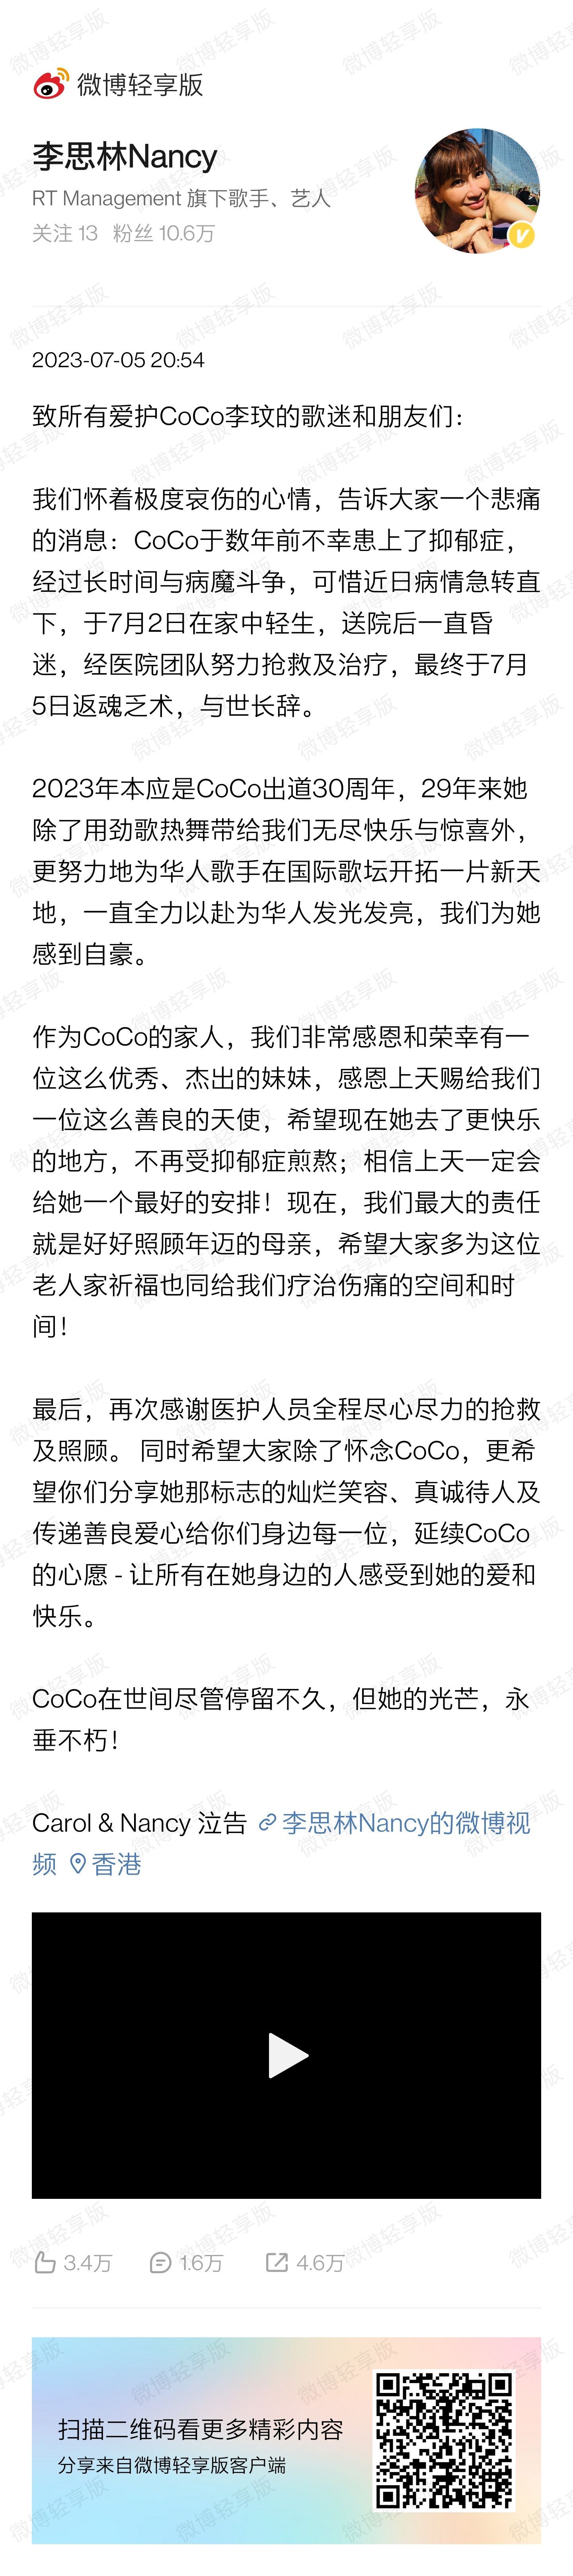 微博轻享版
李思林Nancy
RT Management 旗下歌手、艺人
关注 13 粉丝 10.6万
2023-07-05 20:54
致所有爱护CoCo李玟的歌迷和朋友们：
我们怀着极度哀伤的心情，告诉大家一个悲痛
的消息：CoCo于数年前不幸患上了抑郁症，
经过长时间与病魔斗争，可惜近日病情急转直
下，于7月2日在家中轻生，送院后一直昏
迷，经医院团队努力抢救及治疗，最终于7月
5日返魂乏术，与世长辞。
2023年本应是CoCo出道30周年，29年来她
除了用劲歌热舞带给我们无尽快乐与惊喜外，
更努力地为华人歌手在国际歌坛开拓一片新天
地，一直全力以赴为华人发光发亮，我们为她
感到自豪。
作为CoCo的家人，我们非常感恩和荣幸有一
位这么优秀、杰出的妹妹，感恩上天赐给我们
一位这么善良的天使，希望现在她去了更快乐
的地方，不再受抑郁症煎熬；相信上天一定会
给她一个最好的安排！现在，我们最大的责任
就是好好照顾年迈的母亲，希望大家多为这位
老人家祈福也同给我们疗治伤痛的空间和时
间！
最后，再次感谢医护人员全程尽心尽力的抢救
及照顾。 同时希望大家除了怀念CoCo，更希
望你们分享她那标志的灿烂笑容、真诚待人及
传递善良爱心给你们身边每一位，延续CoCo
的心愿 - 让所有在她身边的人感受到她的爱和
快乐。
CoCo在世间尽管停留不久，但她的光芒，永
垂不朽！
Carol & Nancy 泣告 李思林Nancy的微博视
频 香港
3.4万 1.6万 4.6万
扫描二维码看更多精彩内容
分享来自微博轻享版客户端